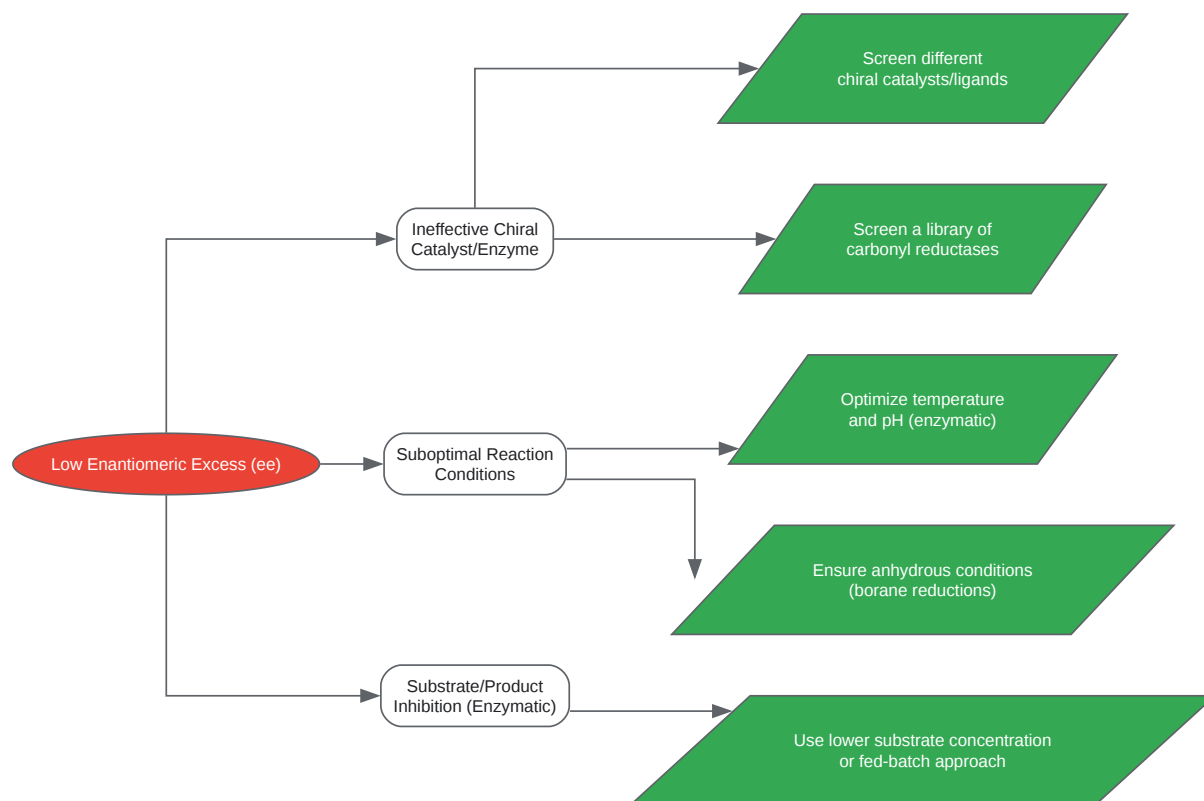 Screen different
chiral catalysts/ligands
Ineffective Chiral
Catalyst/Enzyme
Screen a library of
carbonyl reductases
Optimize temperature
and pH (enzymatic)
Low Enantiomeric Excess (ee)
Suboptimal Reaction
Conditions
Ensure anhydrous conditions
(borane reductions)
Substrate/Product
Inhibition (Enzymatic)
Use lower substrate concentration
or fed-batch approach